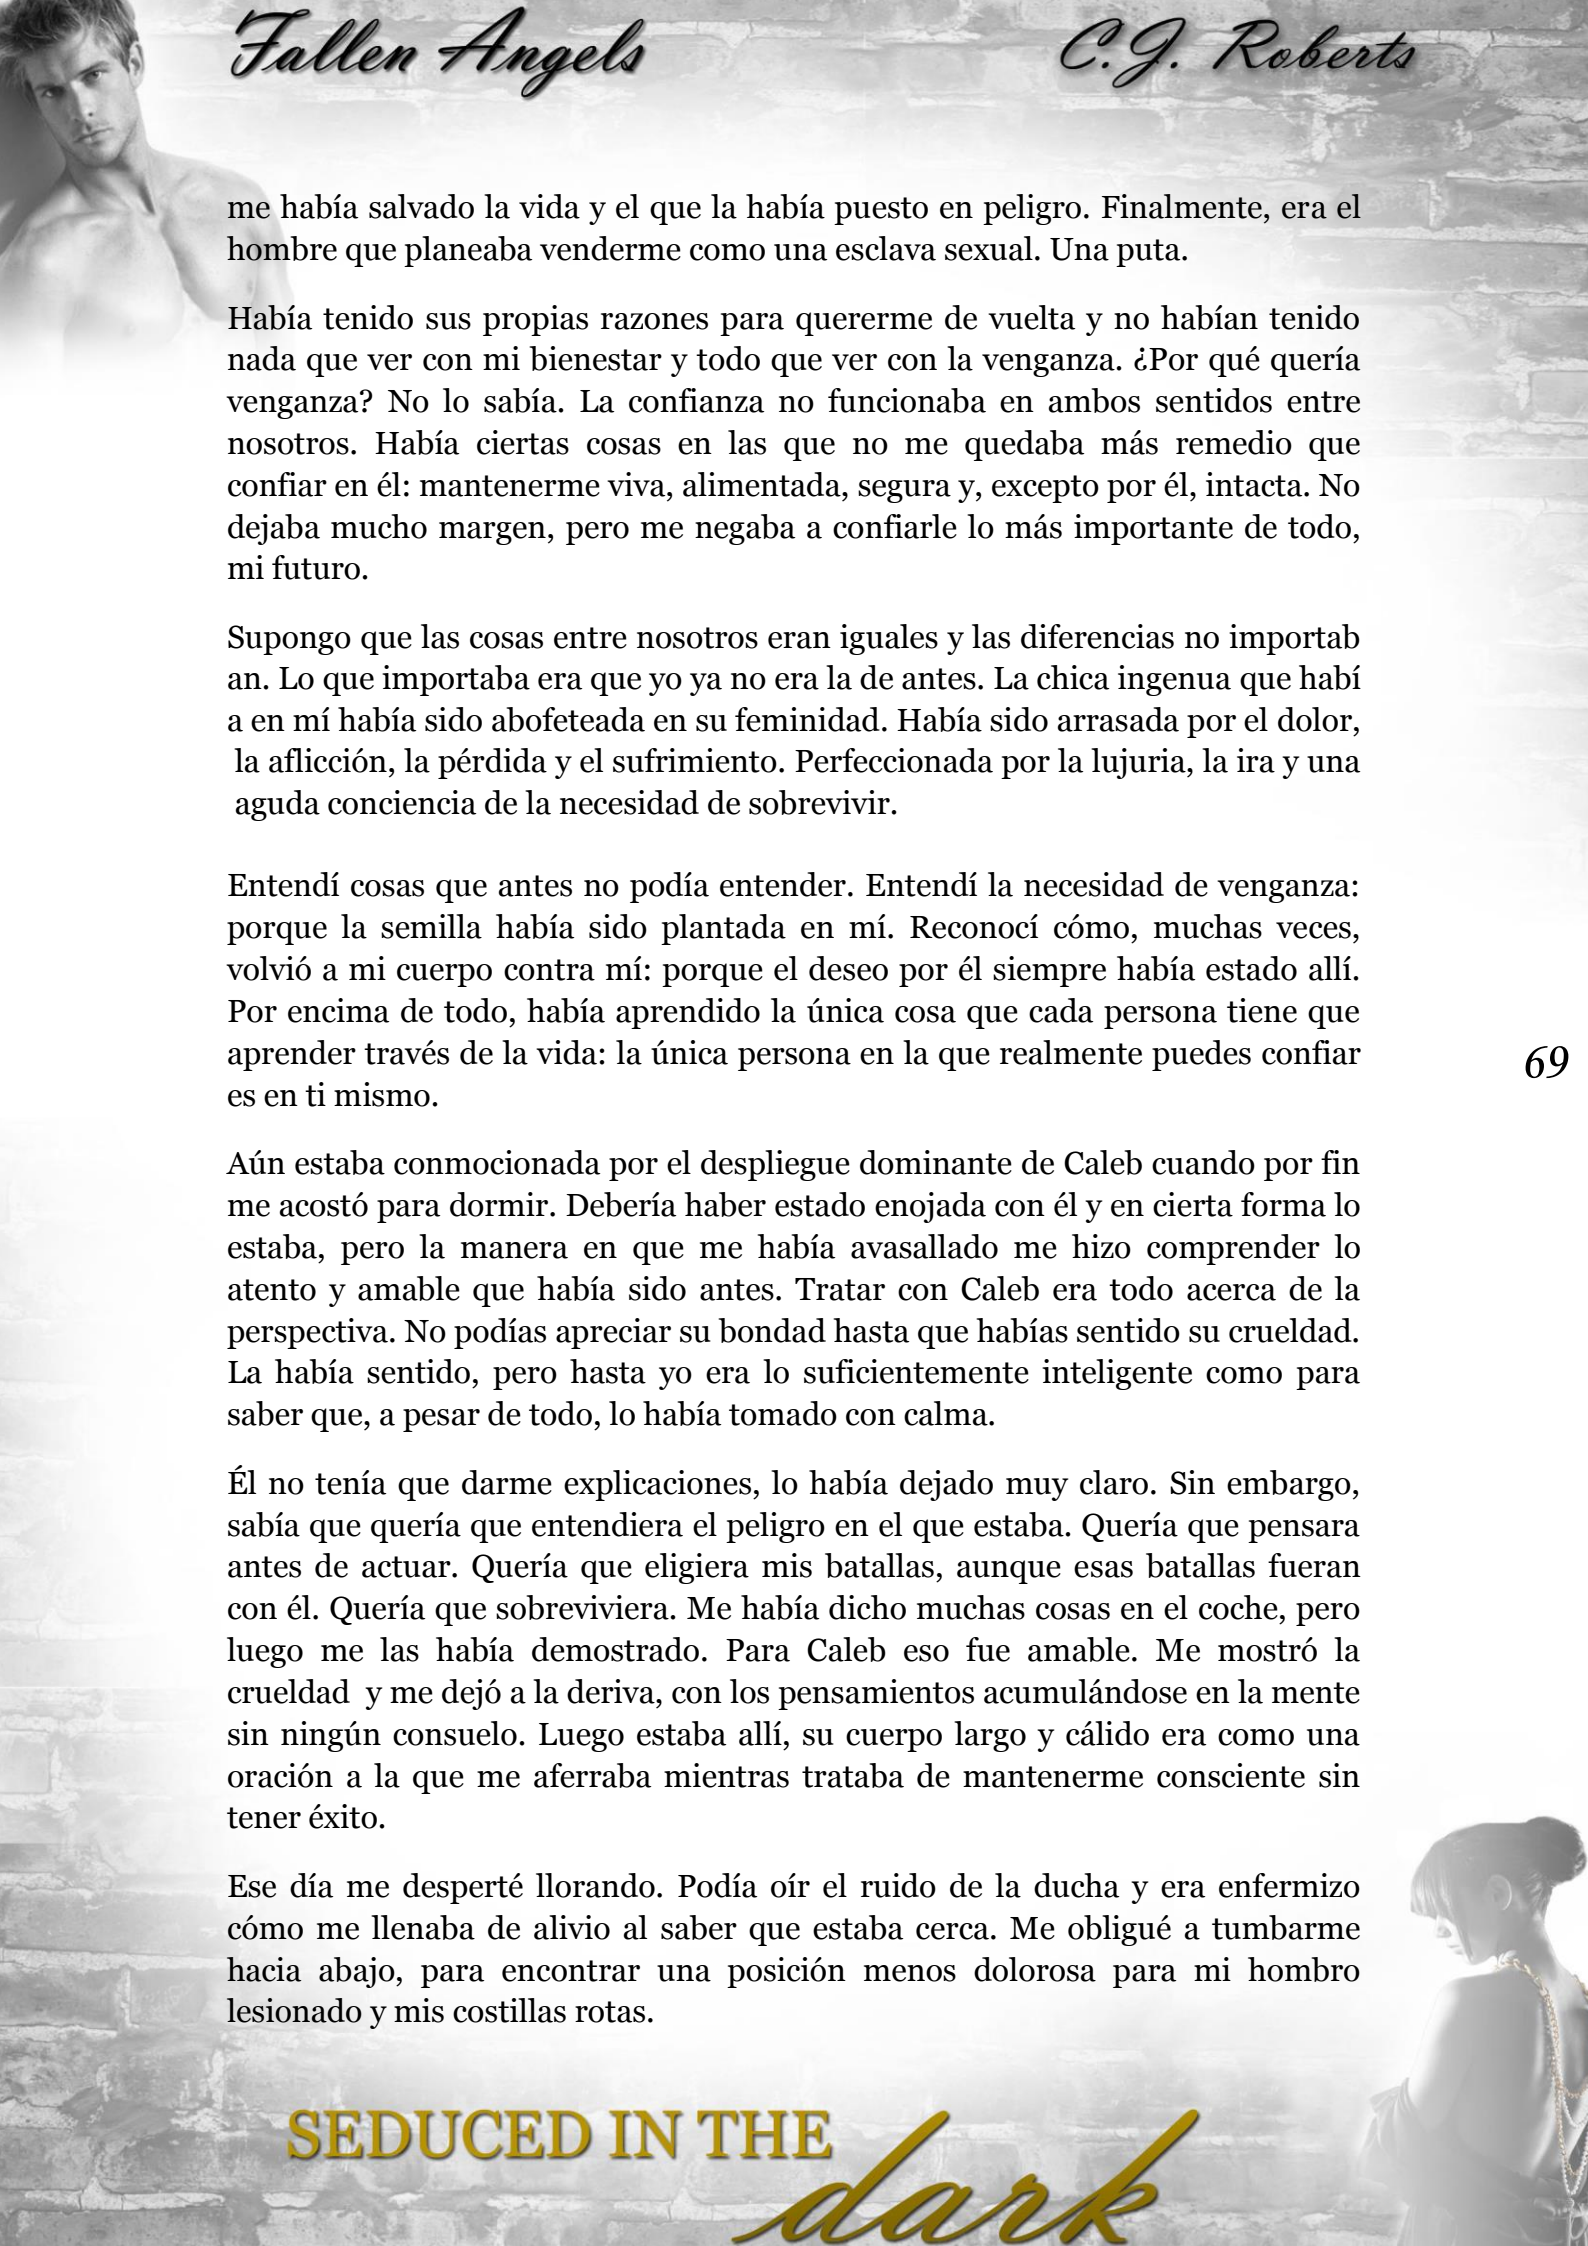 Fallen Angels
C.J. Roberts
me había salvado la vida y el que la había puesto en peligro. Finalmente, era el
hombre que planeaba venderme como una esclava sexual. Una puta.
Había tenido sus propias razones para quererme de vuelta y no habían tenido
nada que ver con mi bienestar y todo que ver con la venganza. ¿Por qué quería
venganza? No lo sabía. La confianza no funcionaba en ambos sentidos entre
nosotros. Había ciertas cosas en las que no me quedaba más remedio que
confiar en él: mantenerme viva, alimentada, segura y, excepto por él, intacta. No
dejaba mucho margen, pero me negaba a confiarle lo más importante de todo,
mi futuro.
Supongo que las cosas entre nosotros eran iguales y las diferencias no importab
an. Lo que importaba era que yo ya no era la de antes. La chica ingenua que habí
a en mí había sido abofeteada en su feminidad. Había sido arrasada por el dolor,
la aflicción, la pérdida y el sufrimiento. Perfeccionada por la lujuria, la ira y una
aguda conciencia de la necesidad de sobrevivir.
Entendí cosas que antes no podía entender. Entendí la necesidad de venganza:
porque la semilla había sido plantada en mí. Reconocí cómo, muchas veces,
volvió a mi cuerpo contra mí: porque el deseo por él siempre había estado allí.
Por encima de todo, había aprendido la única cosa que cada persona tiene que
aprender través de la vida: la única persona en la que realmente puedes confiar
es en ti mismo.
69
Aún estaba conmocionada por el despliegue dominante de Caleb cuando por fin
me acostó para dormir. Debería haber estado enojada con él y en cierta forma lo
estaba, pero la manera en que me había avasallado me hizo comprender lo
atento y amable que había sido antes. Tratar con Caleb era todo acerca de la
perspectiva. No podías apreciar su bondad hasta que habías sentido su crueldad.
La había sentido, pero hasta yo era lo suficientemente inteligente como para
saber que, a pesar de todo, lo había tomado con calma.
Él no tenía que darme explicaciones, lo había dejado muy claro. Sin embargo,
sabía que quería que entendiera el peligro en el que estaba. Quería que pensara
antes de actuar. Quería que eligiera mis batallas, aunque esas batallas fueran
con él. Quería que sobreviviera. Me había dicho muchas cosas en el coche, pero
luego me las había demostrado. Para Caleb eso fue amable. Me mostró la
crueldad y me dejó a la deriva, con los pensamientos acumulándose en la mente
sin ningún consuelo. Luego estaba allí, su cuerpo largo y cálido era como una
oración a la que me aferraba mientras trataba de mantenerme consciente sin
tener éxito.
Ese día me desperté llorando. Podía oír el ruido de la ducha y era enfermizo
cómo me llenaba de alivio al saber que estaba cerca. Me obligué a tumbarme
hacia abajo, para encontrar una posición menos dolorosa para mi hombro
lesionado y mis costillas rotas.
SEDUCED IN THE
dark